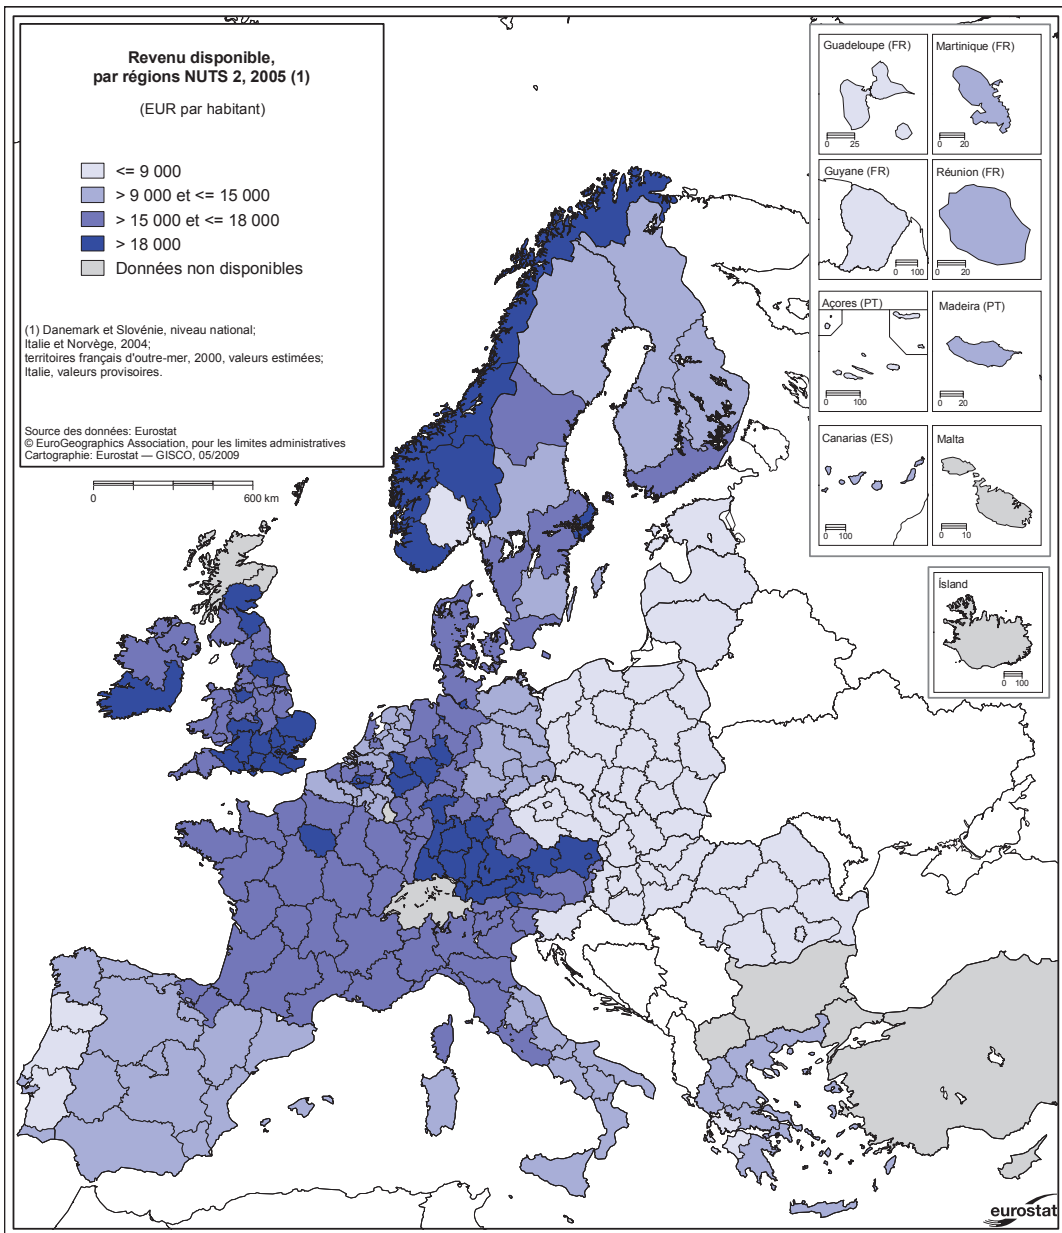 Revenu disponible,
par régions NUTS 2, 2005 (1)
(EUR par habitant)
<= 9 000
> 9 000 et <= 15 000
> 15 000 et <= 18 000
> 18 000
Données non disponibles
(1) Danemark et Slovénie, niveau national;
Italie et Norvège, 2004;
territoires français d'outre-mer, 2000, valeurs estimées;
Italie, valeurs provisoires.
Source des données: Eurostat
© EuroGeographics Association, pour les limites administratives
Cartographie: Eurostat — GISCO, 05/2009
0 600 km
Guadeloupe (FR)
0 25
Martinique (FR)
0 20
Guyane (FR)
0 100
Réunion (FR)
0 20
Açores (PT)
0 100
Madeira (PT)
0 20
Canarias (ES)
0 100
Malta
0 10
Ísland
0 100
eurostat